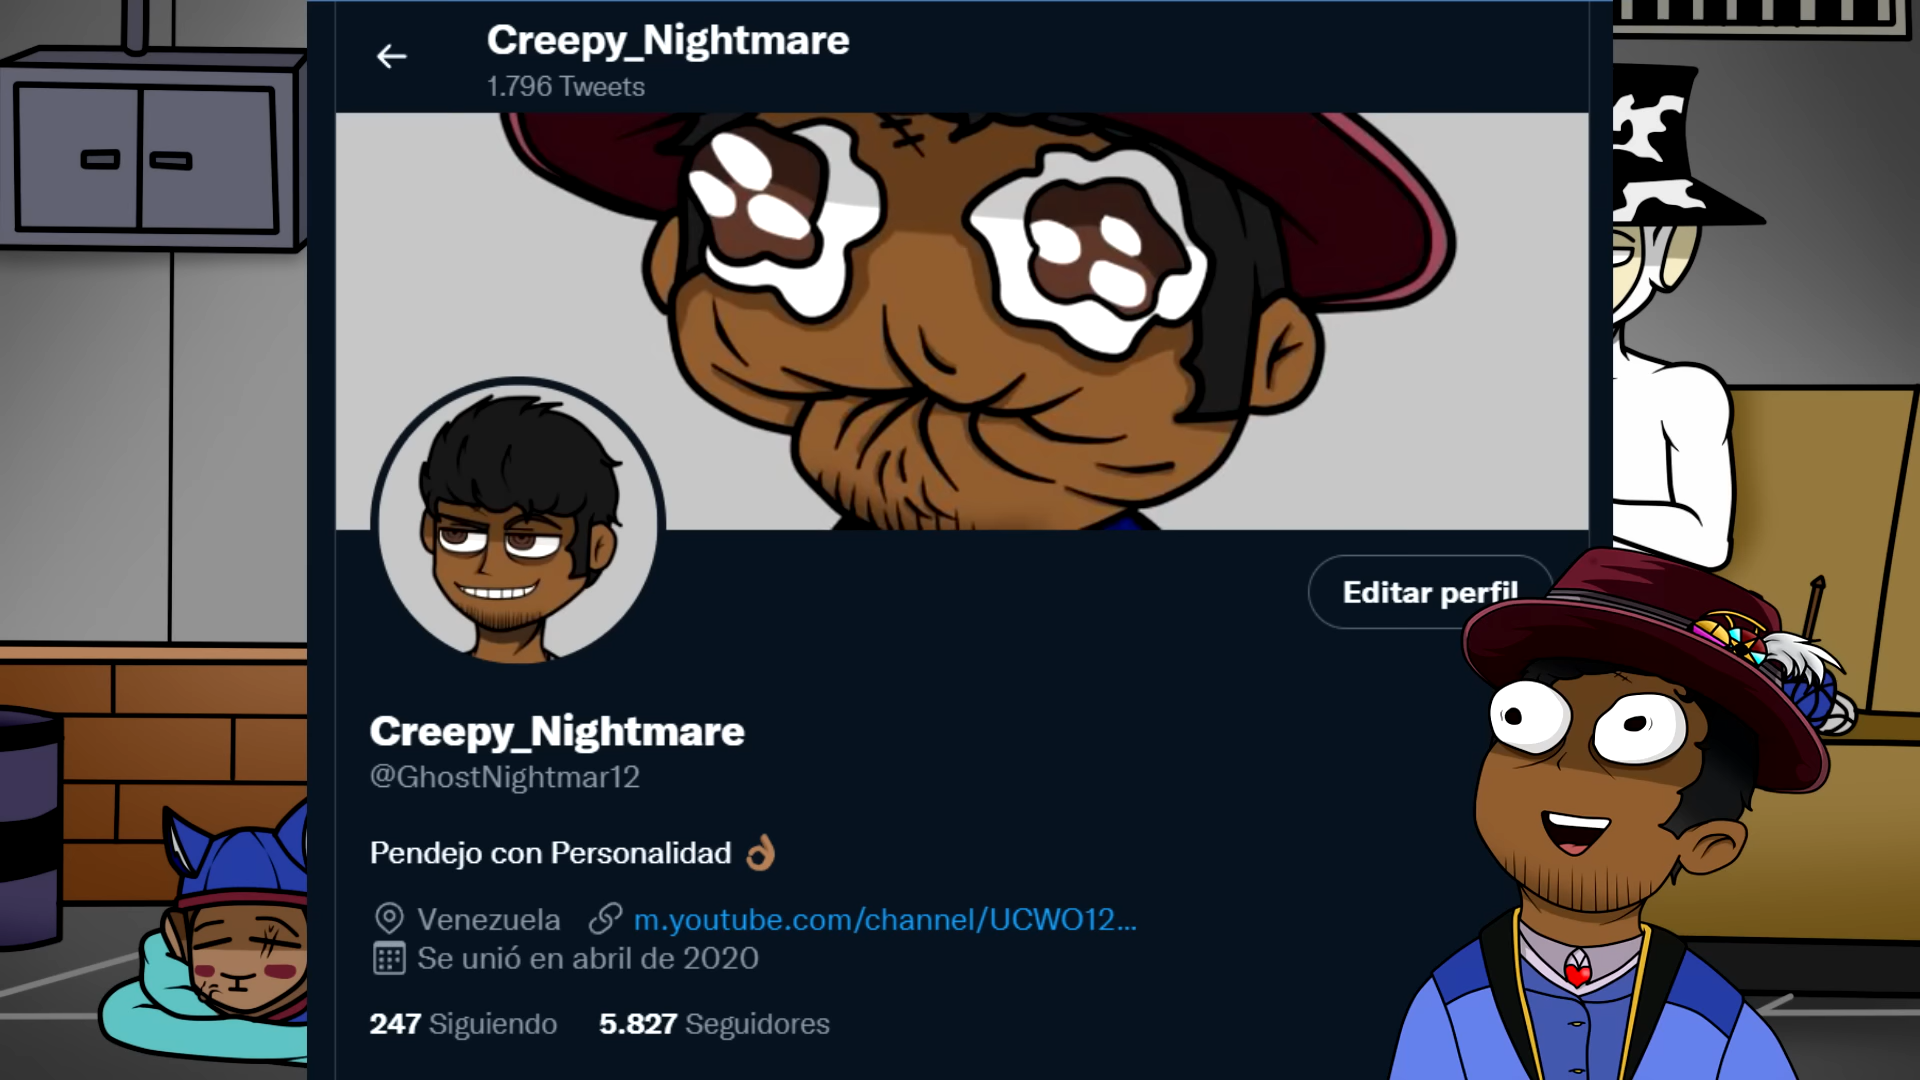 Creepy_Nightmare
1.796 Tweets
Editar perfil
Creepy_Nightmare
@GhostNightmar12
Pendejo con Personalidad 👌🏽
Venezuela m.youtube.com/channel/UCWO12...
Se unió en abril de 2020
247 Siguiendo 5.827 Seguidores